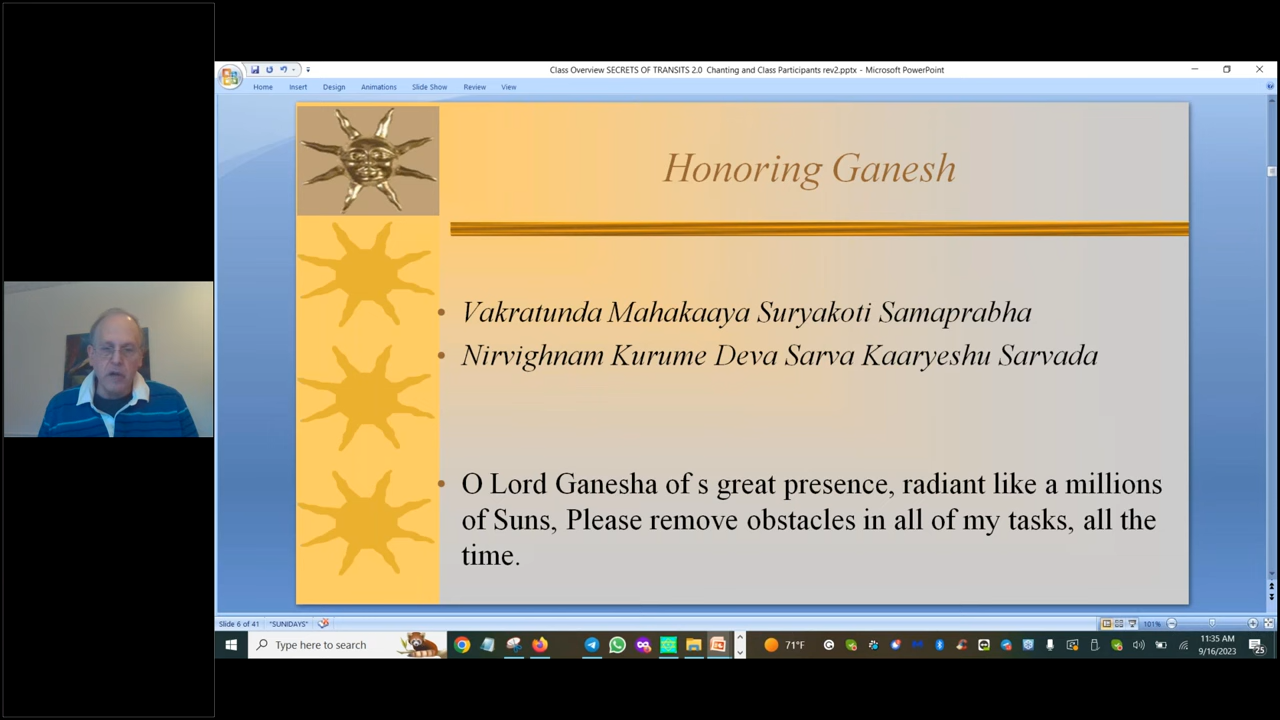 Class Overview SECRETS OF TRANSITS 2.0 Chanting and Class Participants rev2.pptx - Microsoft PowerPoint
Home Insert Design Animations Slide Show Review View
Honoring Ganesh
• Vakratunda Mahakaaya Suryakoti Samaprabha
• Nirvighnam Kurume Deva Sarva Kaaryeshu Sarvada
• O Lord Ganesha of s great presence, radiant like a millions
of Suns, Please remove obstacles in all of my tasks, all the
time.
Slide 6 of 41 "SUNIDAYS" 101%
Type here to search 71°F 11:35 AM
9/16/2023 25